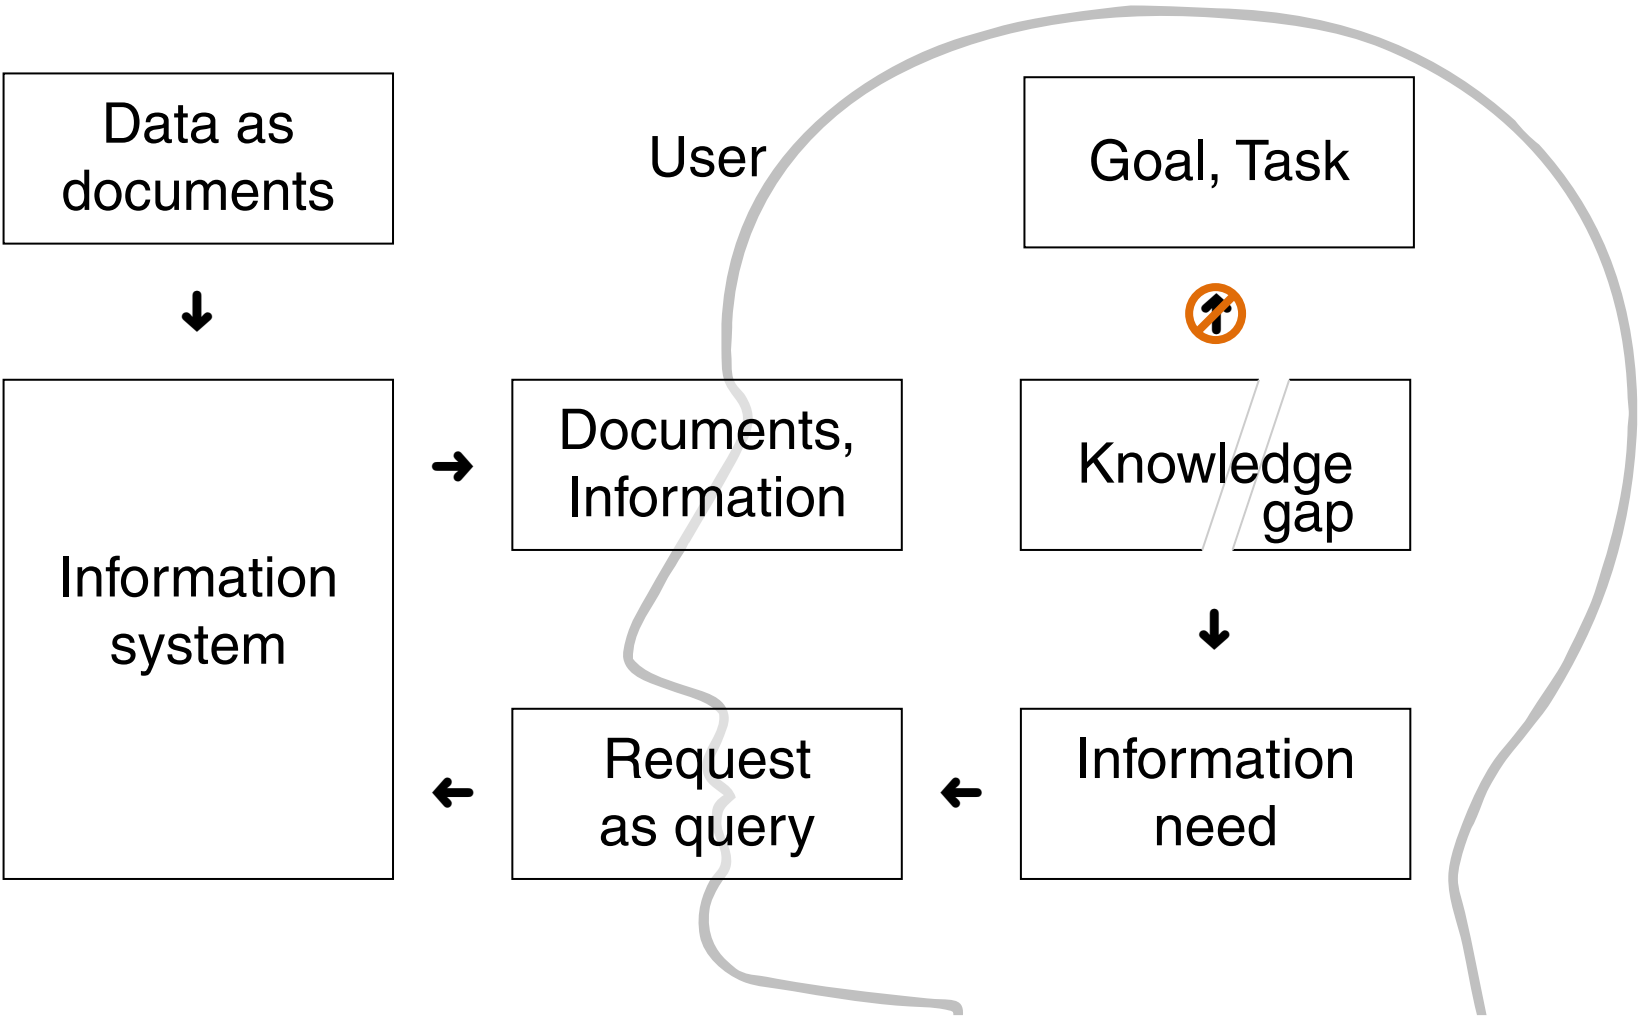 Data as
documents
User
Goal, Task
Documents,
Information
Knowledge
gap
Information
system
Request
as query
Information
need